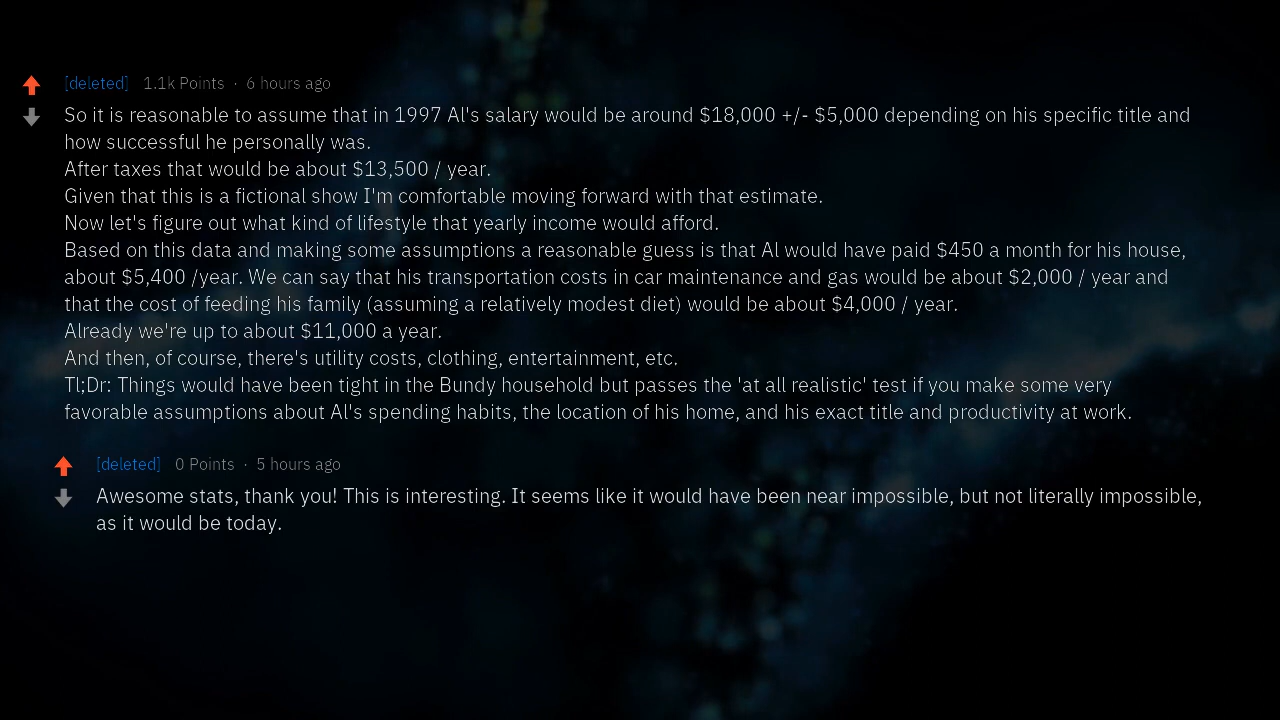 [deleted] 1.1k Points · 6 hours ago
So it is reasonable to assume that in 1997 Al's salary would be around $18,000 +/- $5,000 depending on his specific title and
how successful he personally was.
After taxes that would be about $13,500 / year.
Given that this is a fictional show I'm comfortable moving forward with that estimate.
Now let's figure out what kind of lifestyle that yearly income would afford.
Based on this data and making some assumptions a reasonable guess is that Al would have paid $450 a month for his house,
about $5,400 /year. We can say that his transportation costs in car maintenance and gas would be about $2,000 / year and
that the cost of feeding his family (assuming a relatively modest diet) would be about $4,000 / year.
Already we're up to about $11,000 a year.
And then, of course, there's utility costs, clothing, entertainment, etc.
Tl;Dr: Things would have been tight in the Bundy household but passes the 'at all realistic' test if you make some very
favorable assumptions about Al's spending habits, the location of his home, and his exact title and productivity at work.
[deleted] 0 Points · 5 hours ago
Awesome stats, thank you! This is interesting. It seems like it would have been near impossible, but not literally impossible,
as it would be today.